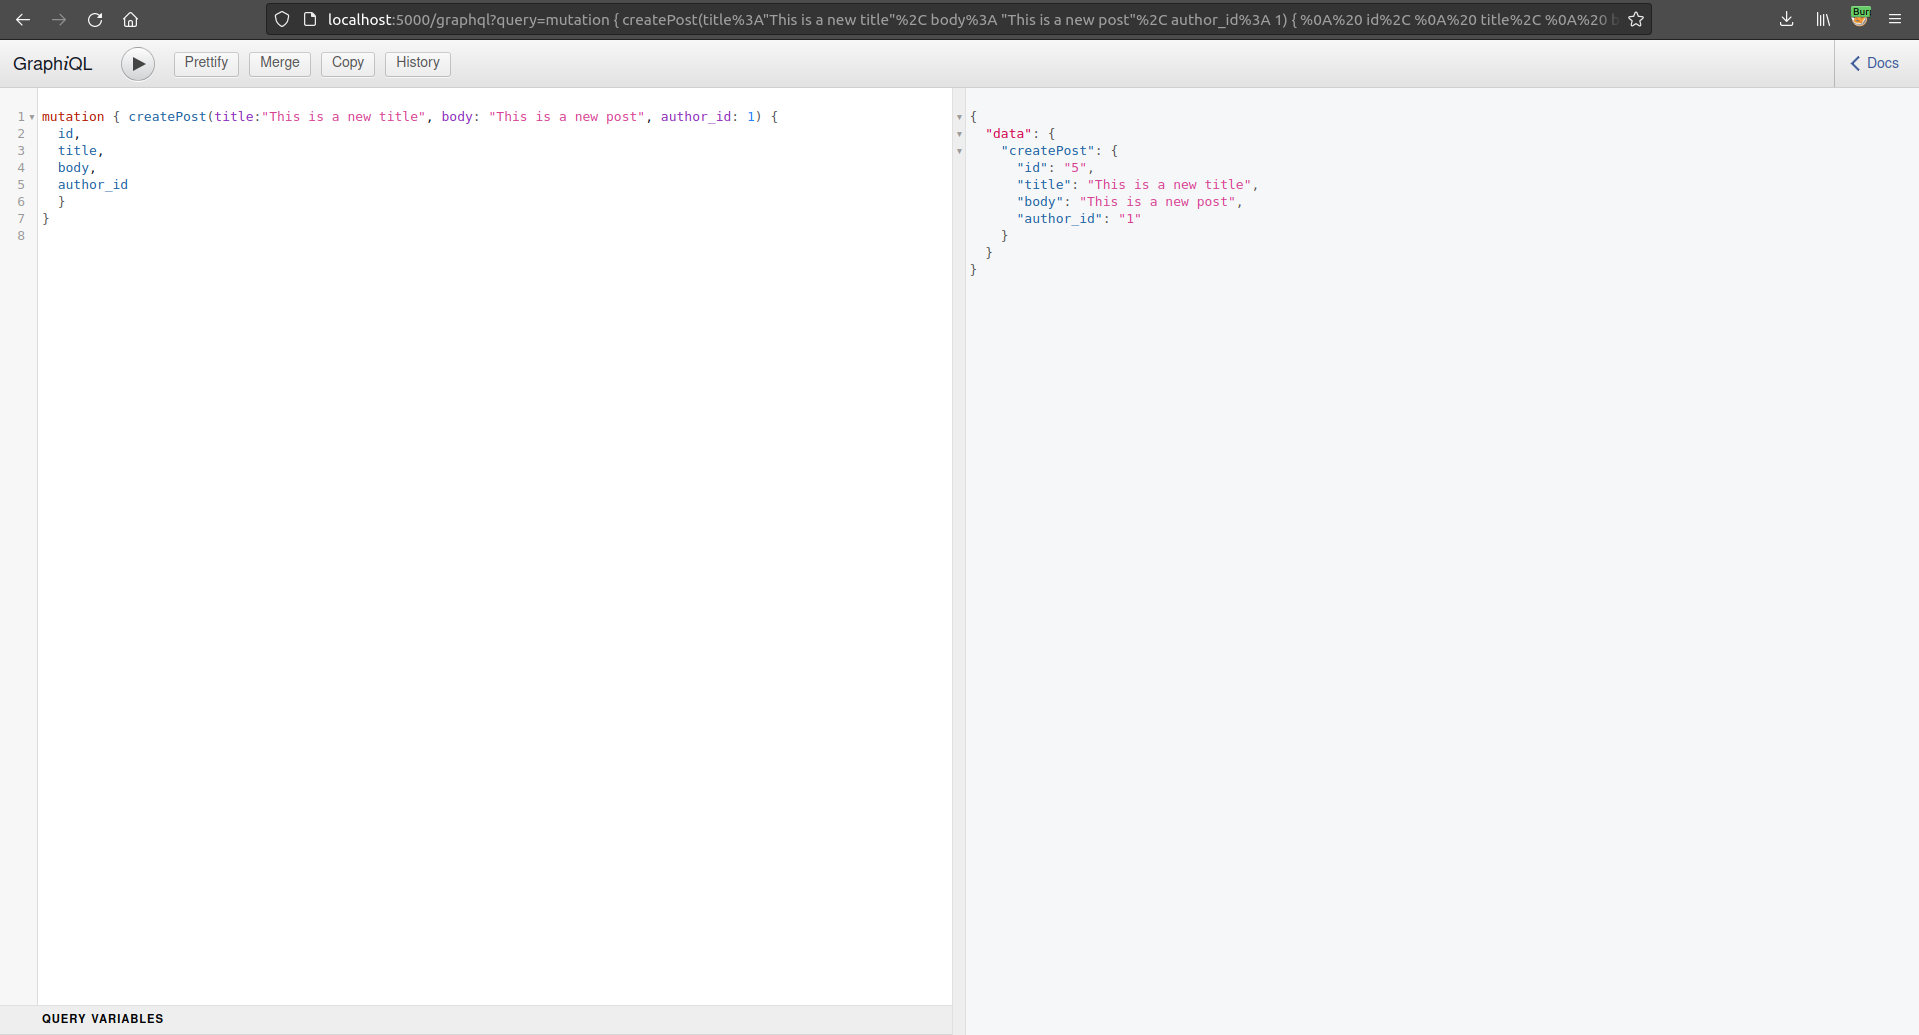 localhost:5000/graphql?query=mutation { createPost(title%3A"This is a new title"%2C body%3A "This is a new post"%2C author_id%3A 1) { %0A%20 id%2C %0A%20 title%2C %0A%20 b
GraphiQL Prettify Merge Copy History Docs
1 mutation { createPost(title:"This is a new title", body: "This is a new post", author_id: 1) {
2   id,
3   title,
4   body,
5   author_id
6   }
7 }
8
{
  "data": {
    "createPost": {
      "id": "5",
      "title": "This is a new title",
      "body": "This is a new post",
      "author_id": "1"
    }
  }
}
QUERY VARIABLES